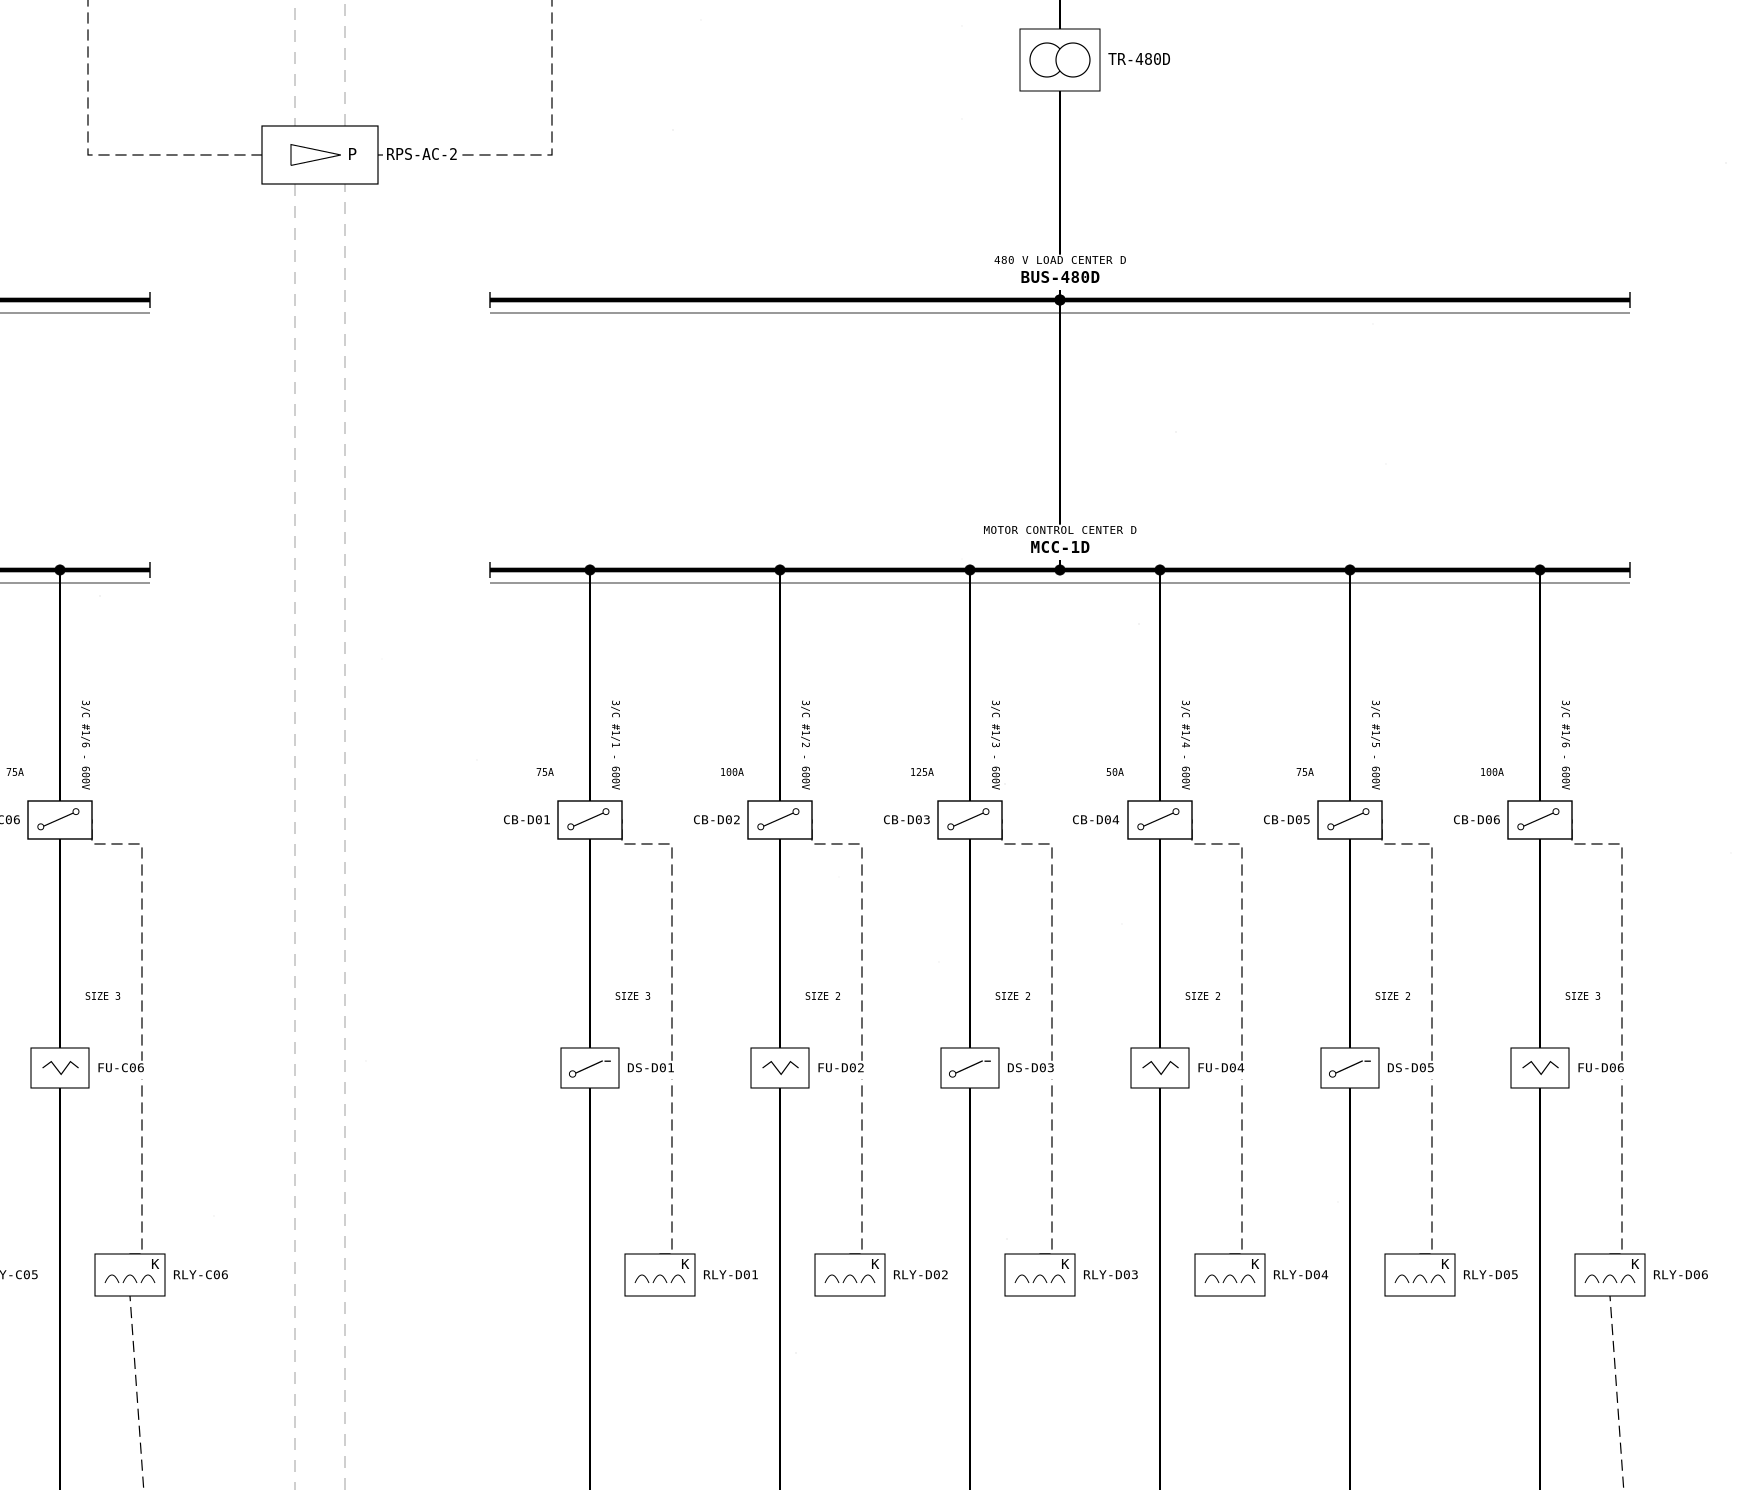 TR-480D
P
RPS-AC-2
480 V LOAD CENTER D
BUS-480D
MOTOR CONTROL CENTER D
MCC-1D
3/C #1/6 - 600V
3/C #1/1 - 600V
3/C #1/2 - 600V
3/C #1/3 - 600V
3/C #1/4 - 600V
3/C #1/5 - 600V
3/C #1/6 - 600V
75A
75A
100A
125A
50A
75A
100A
C06
CB-D01
CB-D02
CB-D03
CB-D04
CB-D05
CB-D06
SIZE 3
SIZE 3
SIZE 2
SIZE 2
SIZE 2
SIZE 2
SIZE 3
FU-C06
DS-D01
FU-D02
DS-D03
FU-D04
DS-D05
FU-D06
Y-C05
K
RLY-C06
K
RLY-D01
K
RLY-D02
K
RLY-D03
K
RLY-D04
K
RLY-D05
K
RLY-D06